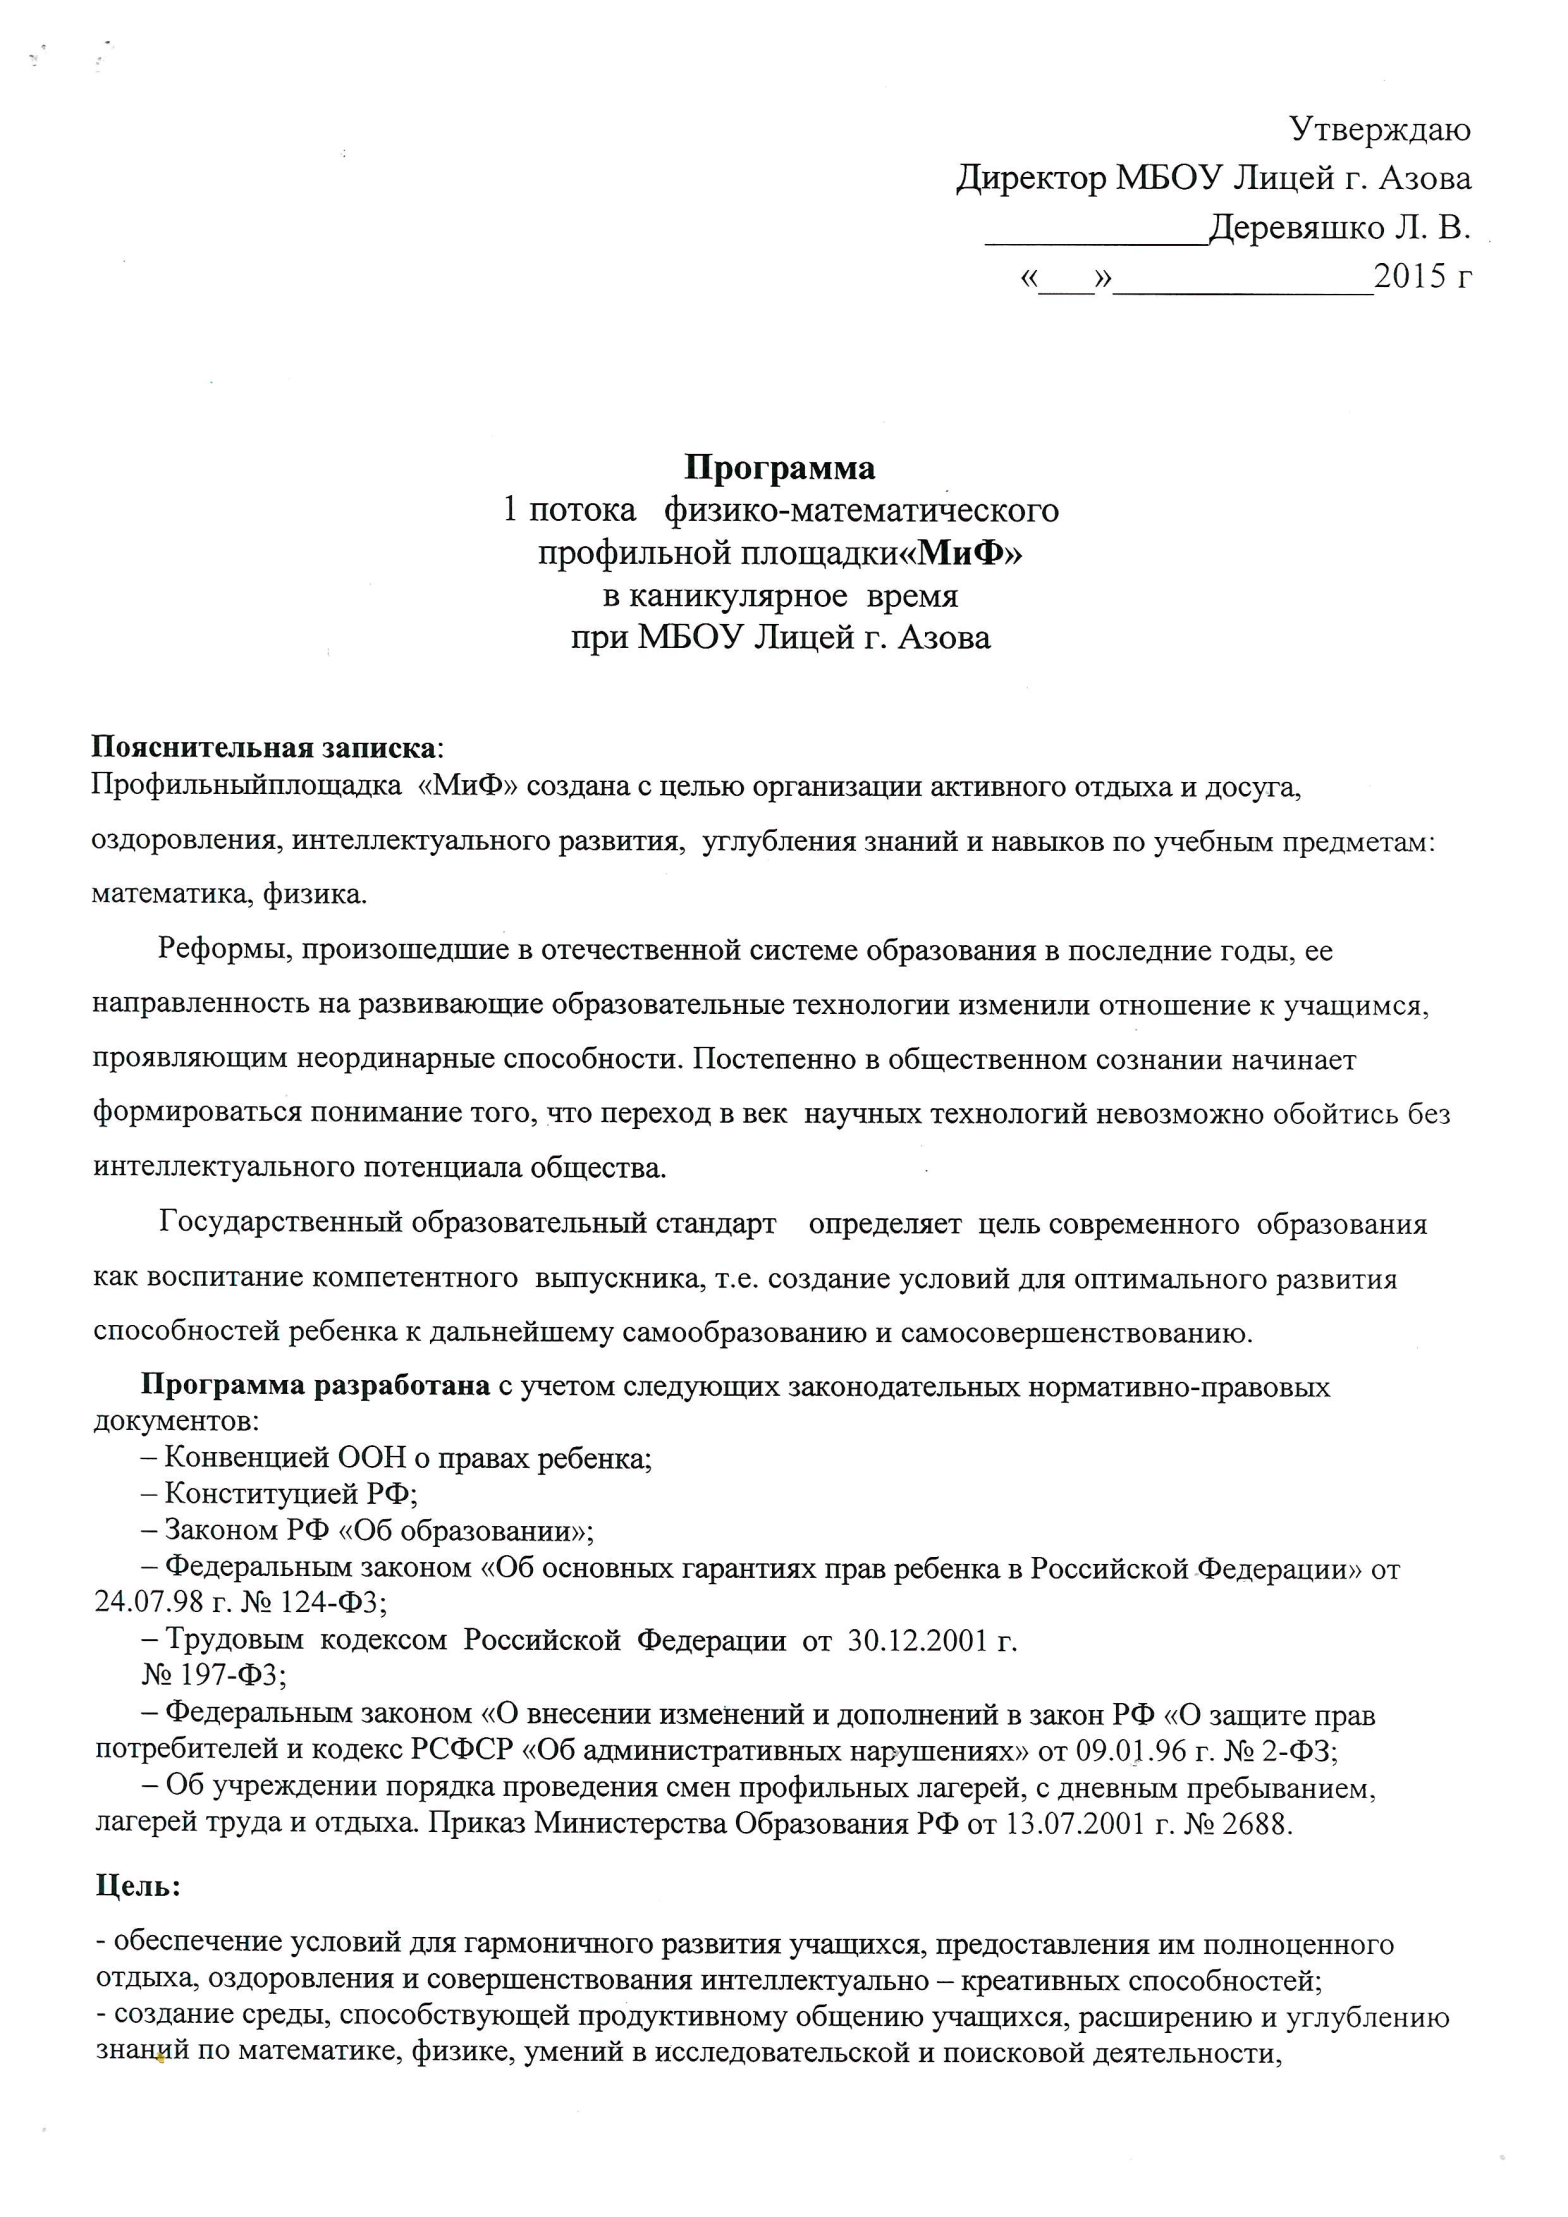 Утверждаю
Директор МБОУ Лицей г. Азова
____________Деревяшко Л. В.
«___»______________2015 г
Программа
1 потока физико-математического
профильной площадки«МиФ»
в каникулярное время
при МБОУ Лицей г. Азова
Пояснительная записка:
Профильныйплощадка «МиФ» создана с целью организации активного отдыха и досуга,
оздоровления, интеллектуального развития, углубления знаний и навыков по учебным предметам:
математика, физика.
Реформы, произошедшие в отечественной системе образования в последние годы, ее
направленность на развивающие образовательные технологии изменили отношение к учащимся,
проявляющим неординарные способности. Постепенно в общественном сознании начинает
формироваться понимание того, что переход в век научных технологий невозможно обойтись без
интеллектуального потенциала общества.
Государственный образовательный стандарт определяет цель современного образования
как воспитание компетентного выпускника, т.е. создание условий для оптимального развития
способностей ребенка к дальнейшему самообразованию и самосовершенствованию.
Программа разработана с учетом следующих законодательных нормативно-правовых
документов:
– Конвенцией ООН о правах ребенка;
– Конституцией РФ;
– Законом РФ «Об образовании»;
– Федеральным законом «Об основных гарантиях прав ребенка в Российской Федерации» от
24.07.98 г. № 124-ФЗ;
– Трудовым кодексом Российской Федерации от 30.12.2001 г.
№ 197-ФЗ;
– Федеральным законом «О внесении изменений и дополнений в закон РФ «О защите прав
потребителей и кодекс РСФСР «Об административных нарушениях» от 09.01.96 г. № 2-ФЗ;
– Об учреждении порядка проведения смен профильных лагерей, с дневным пребыванием,
лагерей труда и отдыха. Приказ Министерства Образования РФ от 13.07.2001 г. № 2688.
Цель:
- обеспечение условий для гармоничного развития учащихся, предоставления им полноценного
отдыха, оздоровления и совершенствования интеллектуально – креативных способностей;
- создание среды, способствующей продуктивному общению учащихся, расширению и углублению
знаний по математике, физике, умений в исследовательской и поисковой деятельности,